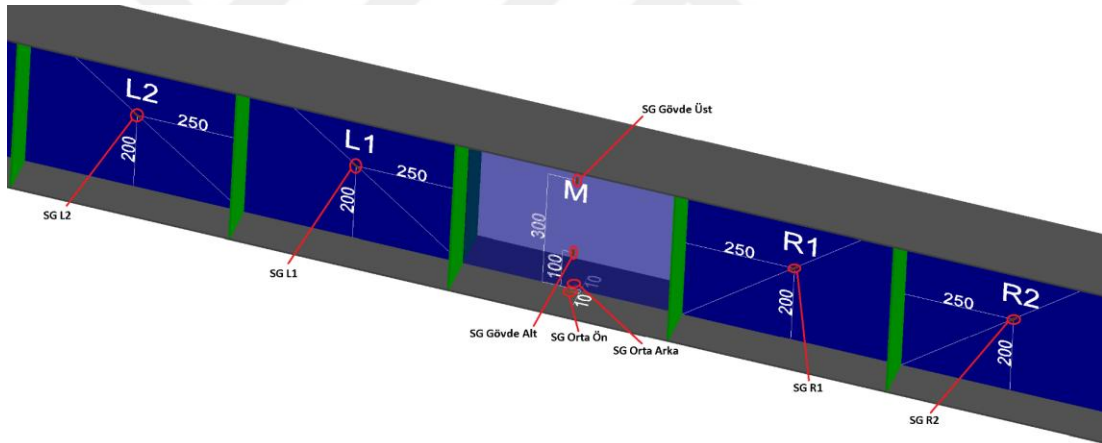 SG Gövde Üst
L2
250
200
L1
250
200
M
300
100
10
10
250
R1
200
250
R2
200
SG L2
SG L1
SG Gövde Alt
SG Orta Ön
SG Orta Arka
SG R1
SG R2